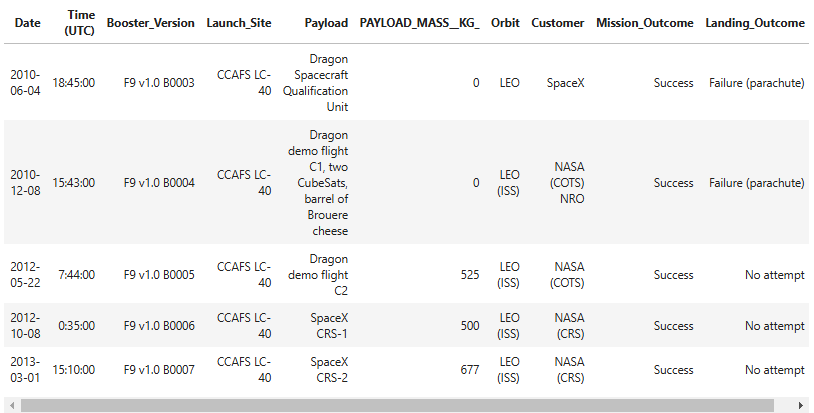 Date Time (UTC) Booster_Version Launch_Site Payload PAYLOAD_MASS__KG_ Orbit Customer Mission_Outcome Landing_Outcome
2010-06-04 18:45:00 F9 v1.0 B0003 CCAFS LC-40 Dragon Spacecraft Qualification Unit 0 LEO SpaceX Success Failure (parachute)
2010-12-08 15:43:00 F9 v1.0 B0004 CCAFS LC-40 Dragon demo flight C1, two CubeSats, barrel of Brouere cheese 0 LEO (ISS) NASA (COTS) NRO Success Failure (parachute)
2012-05-22 7:44:00 F9 v1.0 B0005 CCAFS LC-40 Dragon demo flight C2 525 LEO (ISS) NASA (COTS) Success No attempt
2012-10-08 0:35:00 F9 v1.0 B0006 CCAFS LC-40 SpaceX CRS-1 500 LEO (ISS) NASA (CRS) Success No attempt
2013-03-01 15:10:00 F9 v1.0 B0007 CCAFS LC-40 SpaceX CRS-2 677 LEO (ISS) NASA (CRS) Success No attempt